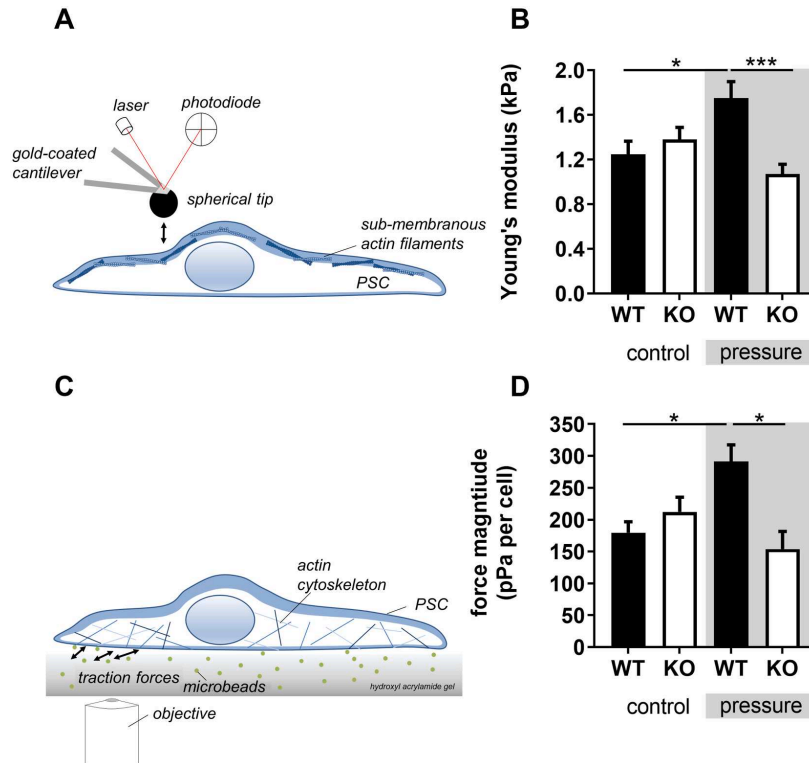 A
laser
photodiode
gold-coated
cantilever
spherical tip
sub-membranous
actin filaments
PSC
B
Young's modulus (kPa)
2.0
1.6
1.2
0.8
0.4
0.0
*
***
WT
KO
WT
KO
control
pressure
C
actin
cytoskeleton
PSC
traction forces
microbeads
hydroxyl acrylamide gel
objective
D
force magntiude
(pPa per cell)
350
300
250
200
150
100
50
0
*
*
WT
KO
WT
KO
control
pressure